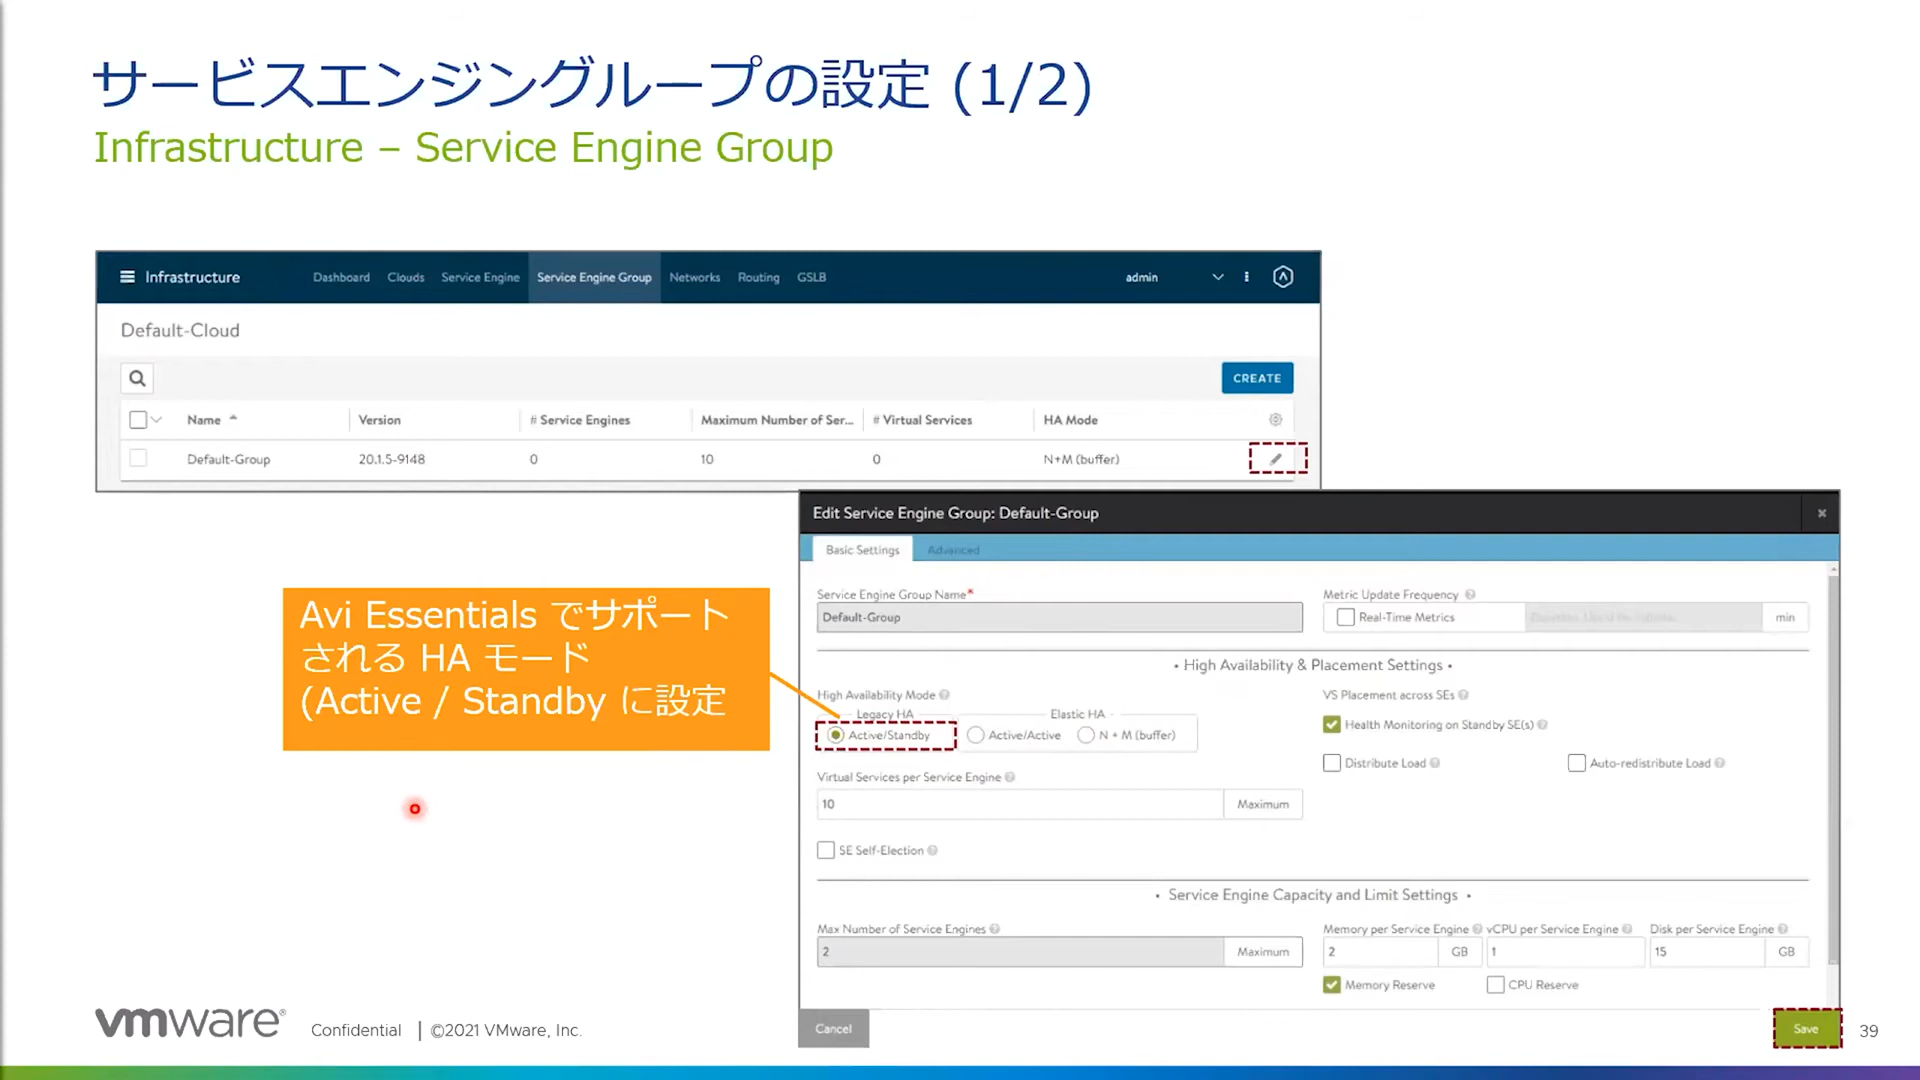 サービスエンジングループの設定 (1/2)
Infrastructure – Service Engine Group
Infrastructure Dashboard Clouds Service Engine Service Engine Group Networks Routing GSLB admin
Default-Cloud
CREATE
Name Version # Service Engines Maximum Number of Ser... # Virtual Services HA Mode
Default-Group 20.1.5-9148 0 10 0 N+M (buffer)
Edit Service Engine Group: Default-Group
Basic Settings Advanced
Service Engine Group Name* Metric Update Frequency
Default-Group Real-Time Metrics min
• High Availability & Placement Settings •
High Availability Mode VS Placement across SEs
Legacy HA Elastic HA
Active/Standby Active/Active N + M (buffer) Health Monitoring on Standby SE(s)
Distribute Load Auto-redistribute Load
Virtual Services per Service Engine
10 Maximum
SE Self-Election
• Service Engine Capacity and Limit Settings •
Max Number of Service Engines Memory per Service Engine vCPU per Service Engine Disk per Service Engine
2 Maximum 2 GB 1 15 GB
Memory Reserve CPU Reserve
Cancel Save
Avi Essentials でサポート
される HA モード
(Active / Standby に設定
vmware® Confidential | ©2021 VMware, Inc. 39